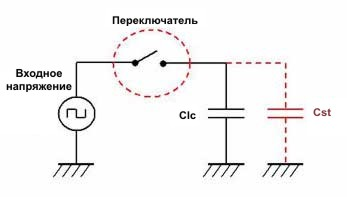 Переключатель
Входное
напряжение
Clc
Cst